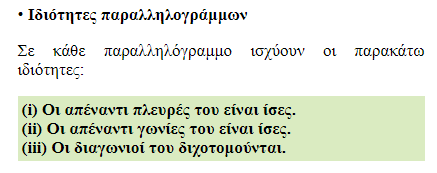 • Ιδιότητες παραλληλογράμμων
Σε κάθε παραλληλόγραμμο ισχύουν οι παρακάτω
ιδιότητες:
(i) Οι απέναντι πλευρές του είναι ίσες.
(ii) Οι απέναντι γωνίες του είναι ίσες.
(iii) Οι διαγωνιοί του διχοτομούνται.